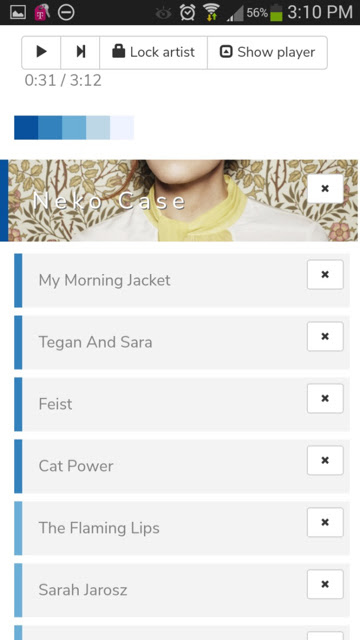 56% 3:10 PM
Lock artist Show player
0:31 / 3:12
Neko Case
My Morning Jacket
Tegan And Sara
Feist
Cat Power
The Flaming Lips
Sarah Jarosz